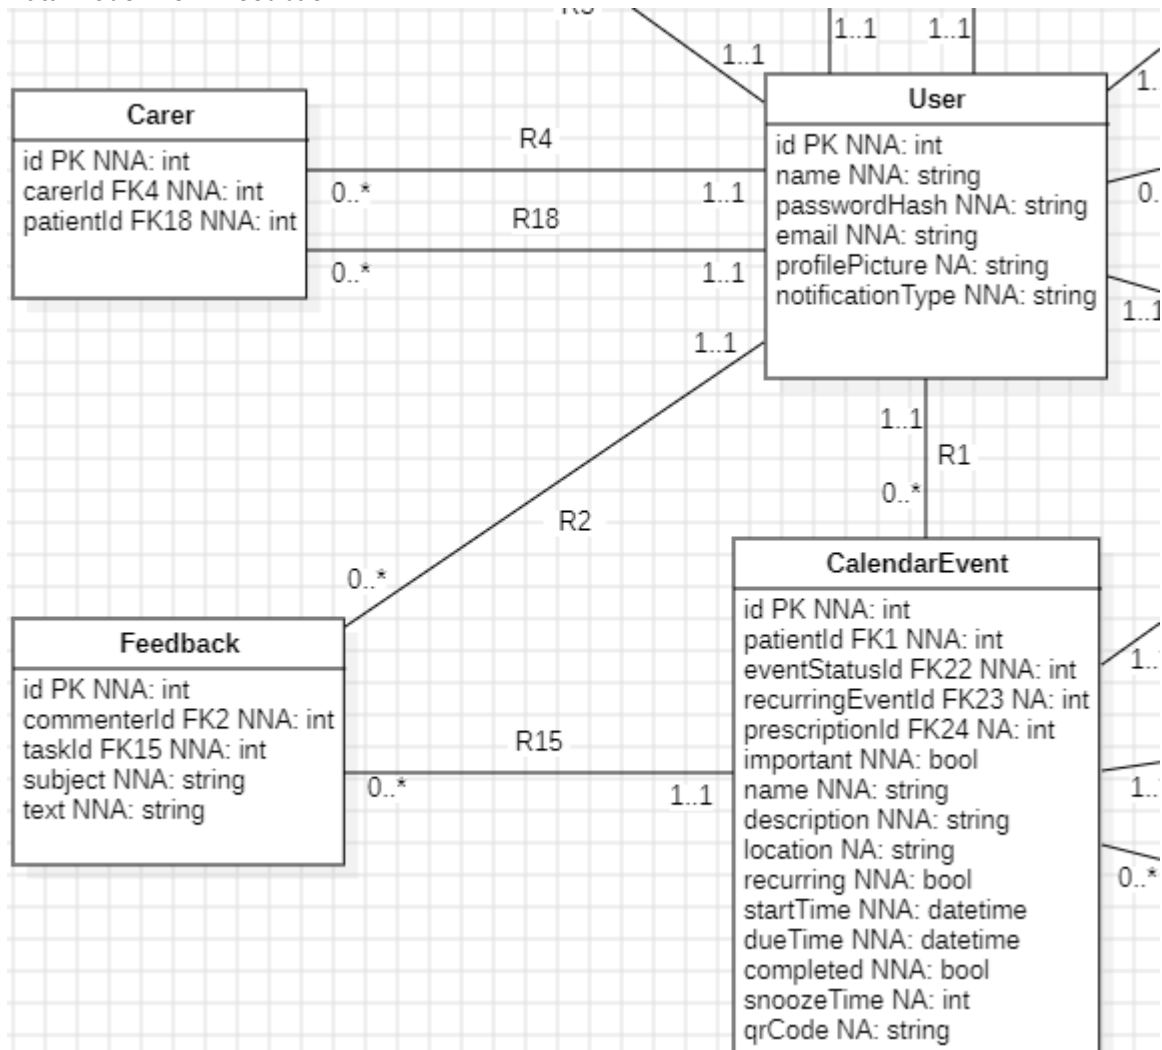 1..1
1..1
1..1
Carer
id PK NNA: int
carerId FK4 NNA: int
patientId FK18 NNA: int
R4
0..*
1..1
R18
0..*
1..1
User
id PK NNA: int
name NNA: string
passwordHash NNA: string
email NNA: string
profilePicture NA: string
notificationType NNA: string
1..1
1..1
0..*
R1
1..1
R2
0..*
Feedback
id PK NNA: int
commenterId FK2 NNA: int
taskId FK15 NNA: int
subject NNA: string
text NNA: string
R15
0..*
1..1
CalendarEvent
id PK NNA: int
patientId FK1 NNA: int
eventStatusId FK22 NNA: int
recurringEventId FK23 NA: int
prescriptionId FK24 NA: int
important NNA: bool
name NNA: string
description NNA: string
location NA: string
recurring NNA: bool
startTime NNA: datetime
dueTime NNA: datetime
completed NNA: bool
snoozeTime NA: int
qrCode NA: string
0..*